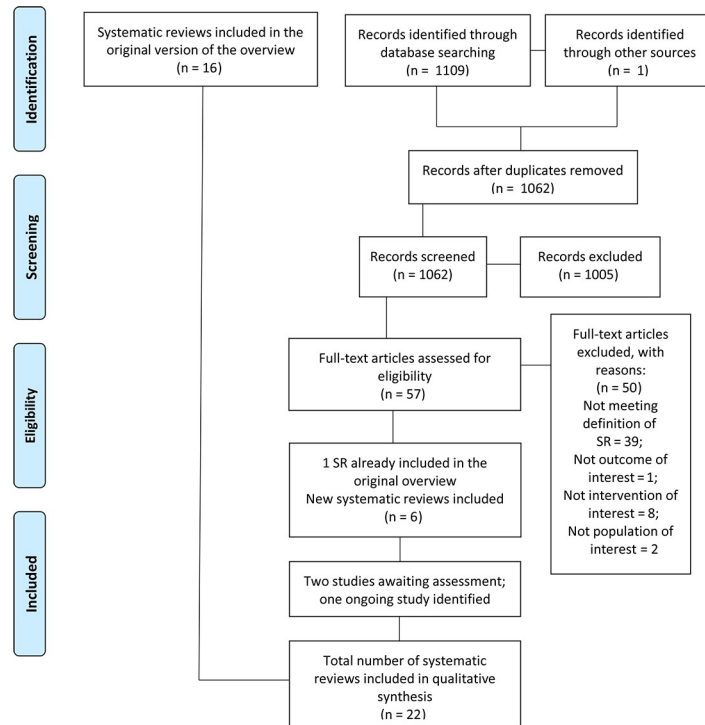 Identification
Systematic reviews included in the
original version of the overview
(n = 16)
Records identified through
database searching
(n = 1109)
Records identified
through other sources
(n = 1)
Records after duplicates removed
(n = 1062)
Screening
Records screened
(n = 1062)
Records excluded
(n = 1005)
Eligibility
Full-text articles assessed for
eligibility
(n = 57)
Full-text articles
excluded, with
reasons:
(n = 50)
Not meeting
definition of
SR = 39;
Not outcome of
interest = 1;
Not intervention of
interest = 8;
Not population of
interest = 2
1 SR already included in the
original overview
New systematic reviews included
(n = 6)
Included
Two studies awaiting assessment;
one ongoing study identified
Total number of systematic
reviews included in qualitative
synthesis
(n = 22)